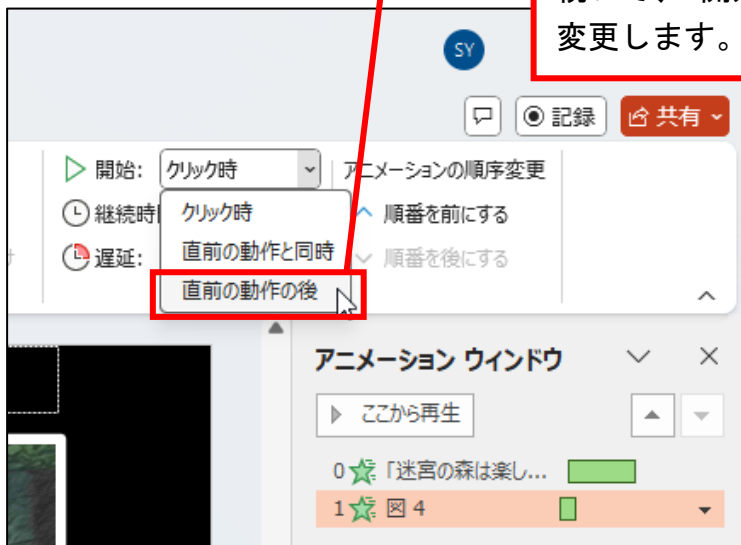 変更します。
SY
記録
共有
開始: クリック時
アニメーションの順序変更
継続時
クリック時
順番を前にする
遅延:
直前の動作と同時
順番を後にする
直前の動作の後
アニメーション ウィンドウ
ここから再生
0 「迷宮の森は楽し...
1 図 4